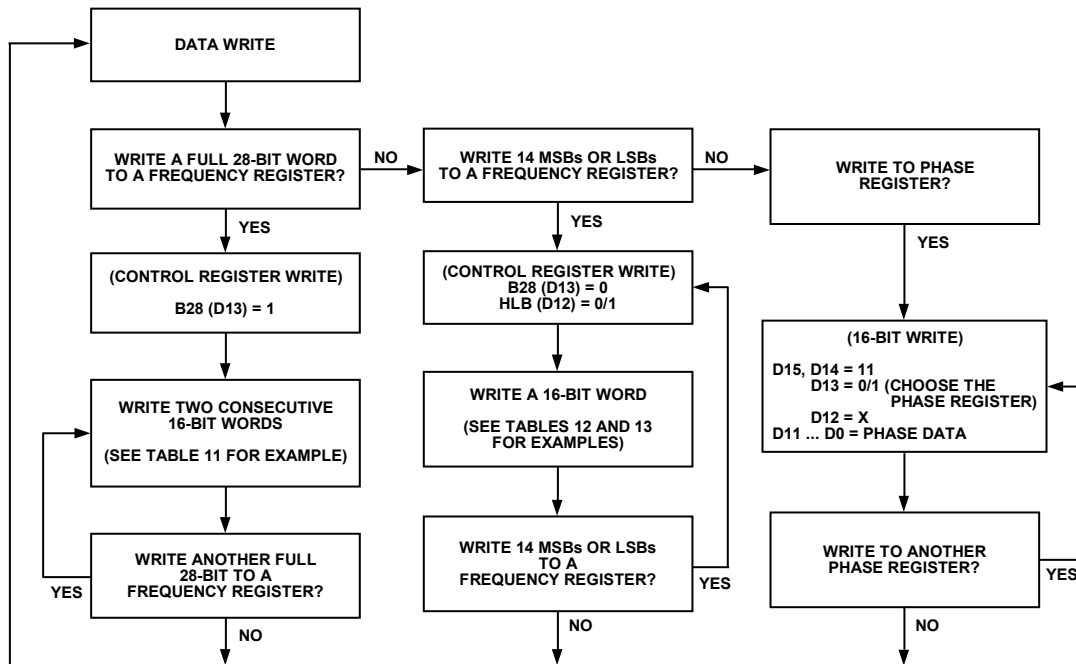 DATA WRITE
WRITE A FULL 28-BIT WORD
TO A FREQUENCY REGISTER?
NO
WRITE 14 MSBs OR LSBs
TO A FREQUENCY REGISTER?
NO
WRITE TO PHASE
REGISTER?
YES
YES
YES
(CONTROL REGISTER WRITE)
B28 (D13) = 1
(CONTROL REGISTER WRITE)
B28 (D13) = 0
HLB (D12) = 0/1
(16-BIT WRITE)
D15, D14 = 11
D13 = 0/1 (CHOOSE THE
PHASE REGISTER)
D12 = X
D11 ... D0 = PHASE DATA
WRITE TWO CONSECUTIVE
16-BIT WORDS
(SEE TABLE 11 FOR EXAMPLE)
WRITE A 16-BIT WORD
(SEE TABLES 12 AND 13
FOR EXAMPLES)
WRITE ANOTHER FULL
28-BIT TO A
FREQUENCY REGISTER?
YES
NO
WRITE 14 MSBs OR LSBs
TO A
FREQUENCY REGISTER?
YES
NO
WRITE TO ANOTHER
PHASE REGISTER?
YES
NO